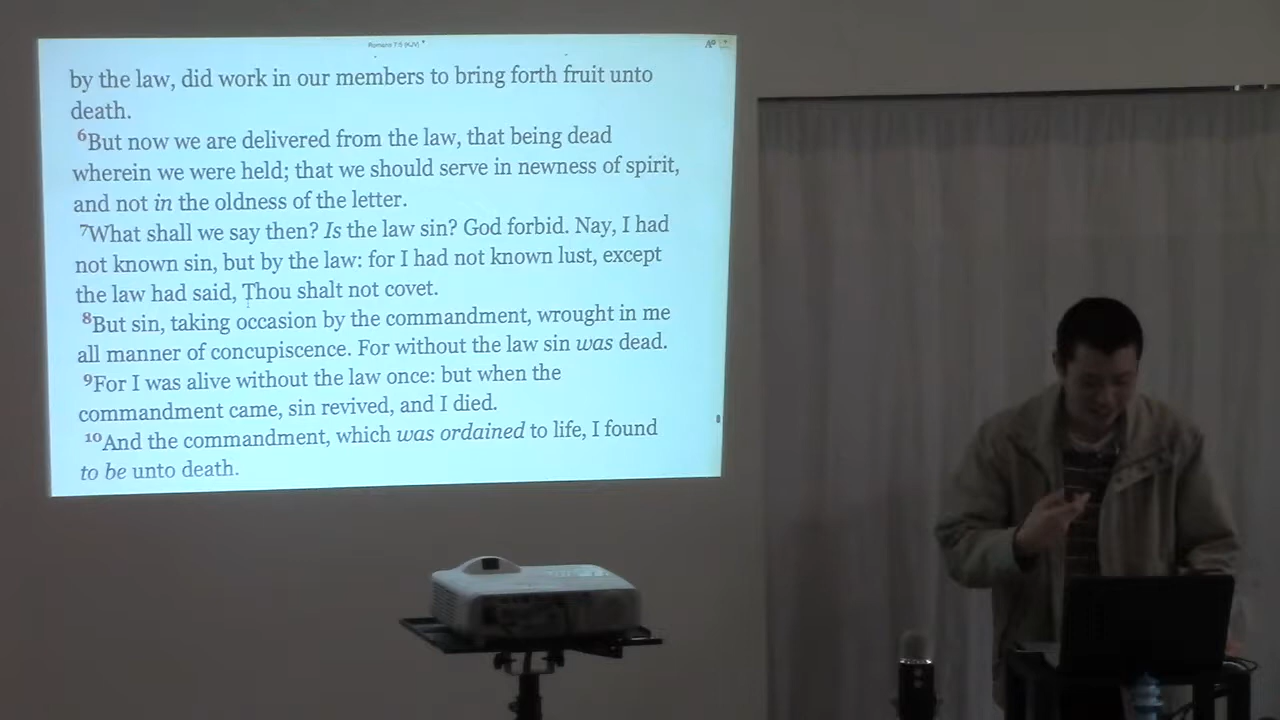 Romans 7:5 (KJV)
by the law, did work in our members to bring forth fruit unto
death.
6But now we are delivered from the law, that being dead
wherein we were held; that we should serve in newness of spirit,
and not in the oldness of the letter.
7What shall we say then? Is the law sin? God forbid. Nay, I had
not known sin, but by the law: for I had not known lust, except
the law had said, Thou shalt not covet.
8But sin, taking occasion by the commandment, wrought in me
all manner of concupiscence. For without the law sin was dead.
9For I was alive without the law once: but when the
commandment came, sin revived, and I died.
10And the commandment, which was ordained to life, I found
to be unto death.